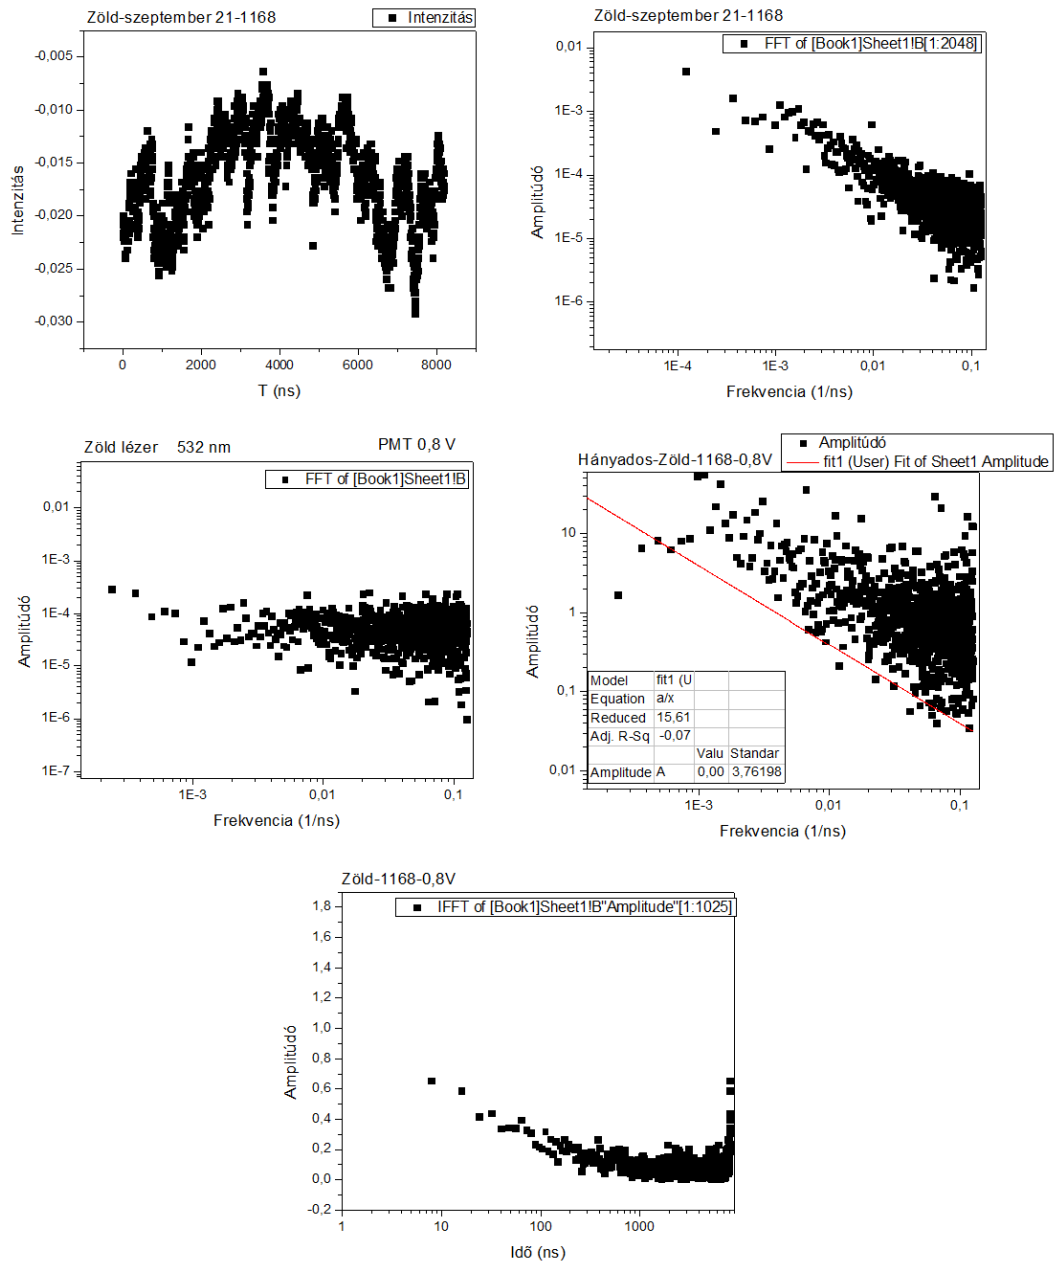 Zöld-szeptember 21-1168
Intenzitás
-0,005
-0,010
-0,015
-0,020
-0,025
-0,030
Intenzitás
0
2000
4000
6000
8000
T (ns)
Zöld-szeptember 21-1168
FFT of [Book1]Sheet1!B[1:2048]
0,01
1E-3
1E-4
1E-5
1E-6
Amplitúdó
1E-4
1E-3
0,01
0,1
Frekvencia (1/ns)
Zöld lézer 532 nm
PMT 0,8 V
FFT of [Book1]Sheet1!B
0,01
1E-3
1E-4
1E-5
1E-6
1E-7
Amplitúdó
1E-3
0,01
0,1
Frekvencia (1/ns)
Hányados-Zöld-1168-0,8V
Amplitúdó
fit1 (User) Fit of Sheet1 Amplitude
10
1
0,1
0,01
Amplitúdó
Model fit1 (U
Equation a/x
Reduced 15,61
Adj. R-Sq -0,07
Valu Standar
Amplitude A 0,00 3,76198
1E-3
0,01
0,1
Frekvencia (1/ns)
Zöld-1168-0,8V
IFFT of [Book1]Sheet1!B"Amplitude"[1:1025]
1,8
1,6
1,4
1,2
1,0
0,8
0,6
0,4
0,2
0,0
-0,2
Amplitúdó
1
10
100
1000
Idő (ns)